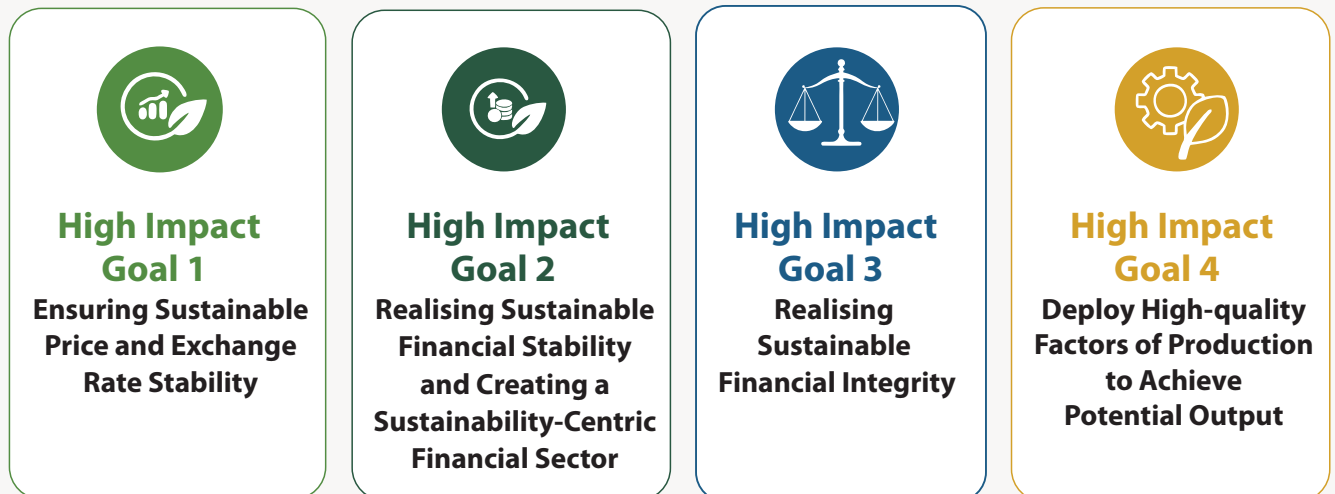 High Impact
Goal 1
Ensuring Sustainable
Price and Exchange
Rate Stability
High Impact
Goal 2
Realising Sustainable
Financial Stability
and Creating a
Sustainability-Centric
Financial Sector
High Impact
Goal 3
Realising
Sustainable
Financial Integrity
High Impact
Goal 4
Deploy High-quality
Factors of Production
to Achieve
Potential Output